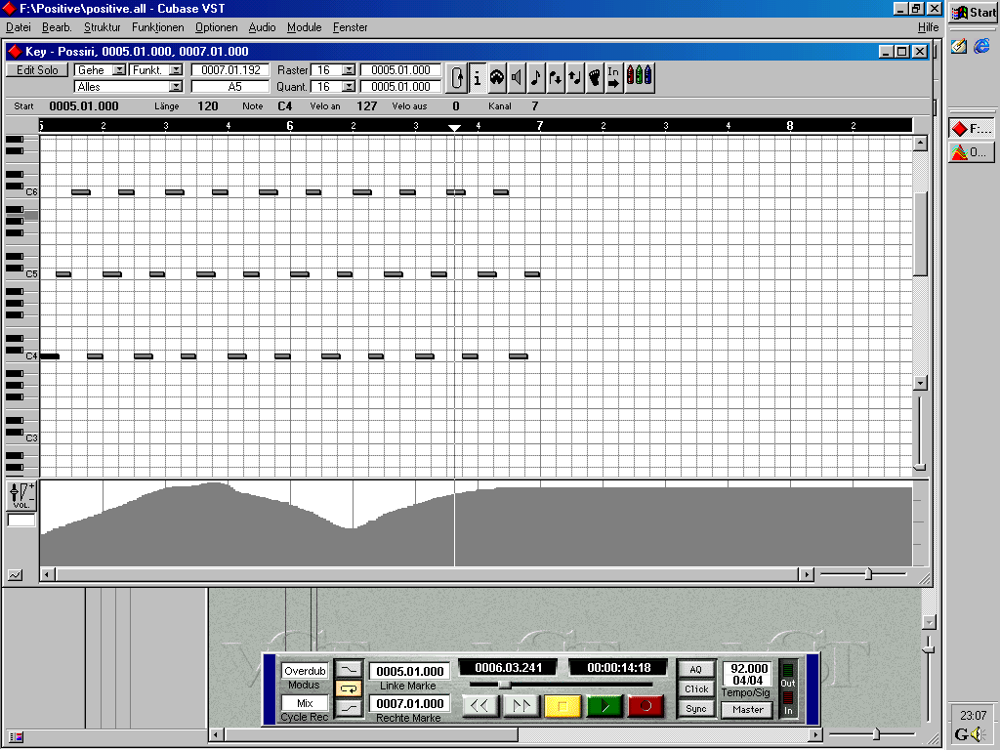 F:\Positive\positive.all - Cubase VST
Start
Datei Bearb. Struktur Funktionen Optionen Audio Module Fenster Hilfe
Key - Possiri, 0005.01.000, 0007.01.000
Edit Solo Gehe Funkt. 0007.01.192 Raster 16 0005.01.000
Alles A5 Quant. 16 0005.01.000
i
In
Start 0005.01.000 Länge 120 Note C4 Velo an 127 Velo aus 0 Kanal 7
5 2 3 4 6 2 3 4 7 2 3 4 8 2
F:...
O...
C6
C5
C4
C3
VOL.
VST VST VST
Overdub
Modus
Mix
Cycle Rec
0005.01.000
Linke Marke
0007.01.000
Rechte Marke
0006.03.241 00:00:14:18
AQ
Click
Sync
92.000
04/04
Tempo/Sig
Master
Out
In
23:07
G